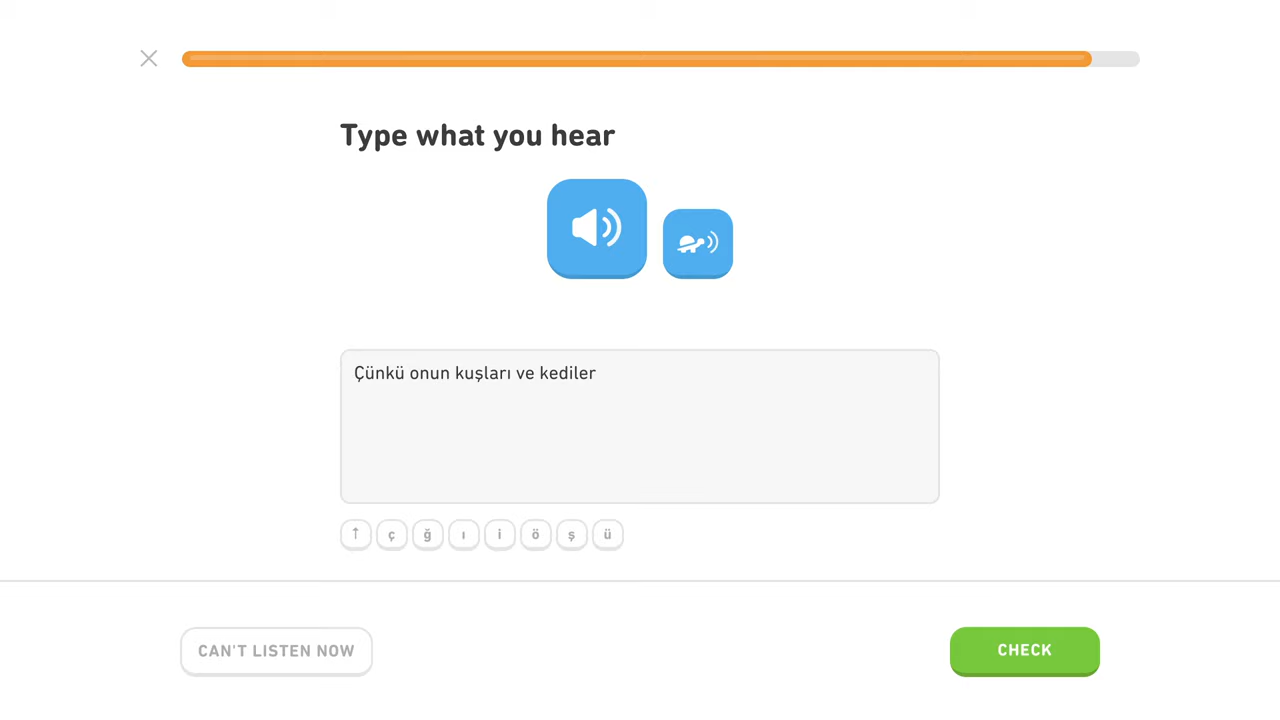 Type what you hear
Çünkü onun kuşları ve kediler
↑ ç ğ ı i ö ş ü
CAN'T LISTEN NOW
CHECK